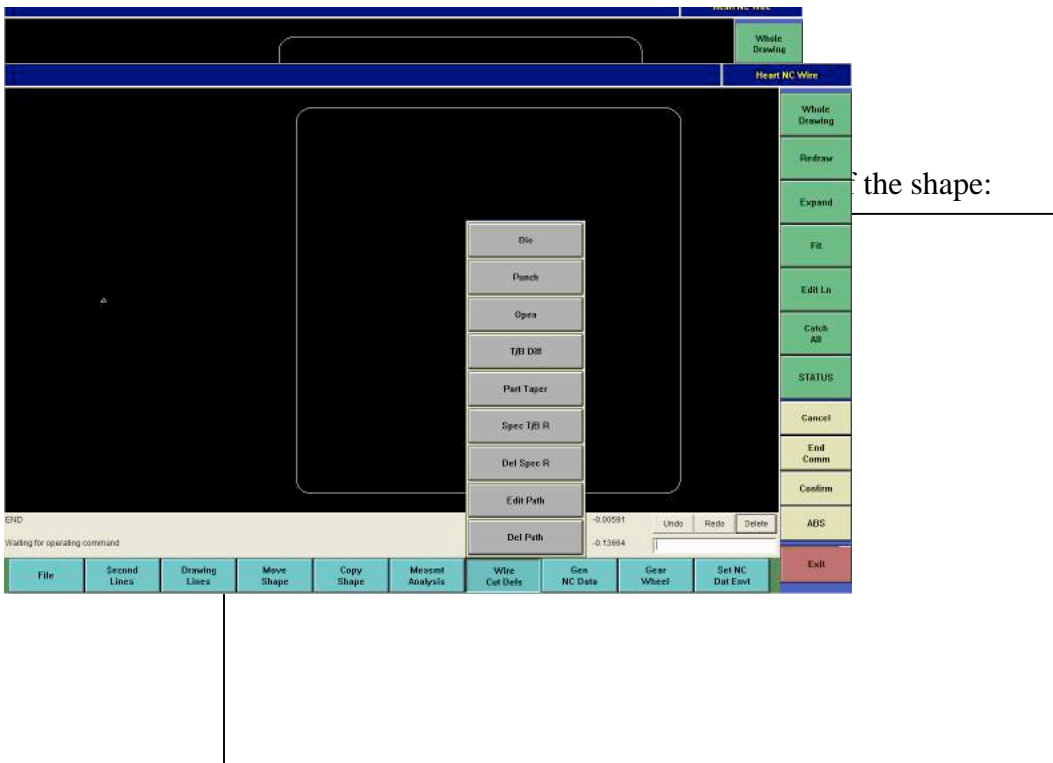 Heart NC Wire
Whole
Drawing
Heart NC Wire
Whole
Drawing
Redraw
the shape:
Expand
Fit
Edit Ln
Catch
All
STATUS
Cancel
End
Comm
Confirm
ABS
Exit
Die
Punch
Open
T/B Diff
Part Taper
Spec T/B R
Del Spec R
Edit Path
Del Path
END
-0.00591
Undo Redo Delete
Waiting for operating command
-0.13664
File
Second
Lines
Drawing
Lines
Move
Shape
Copy
Shape
Measmt
Analysis
Wire
Cut Defs
Gen
NC Data
Gear
Wheel
Set NC
Dat Envt